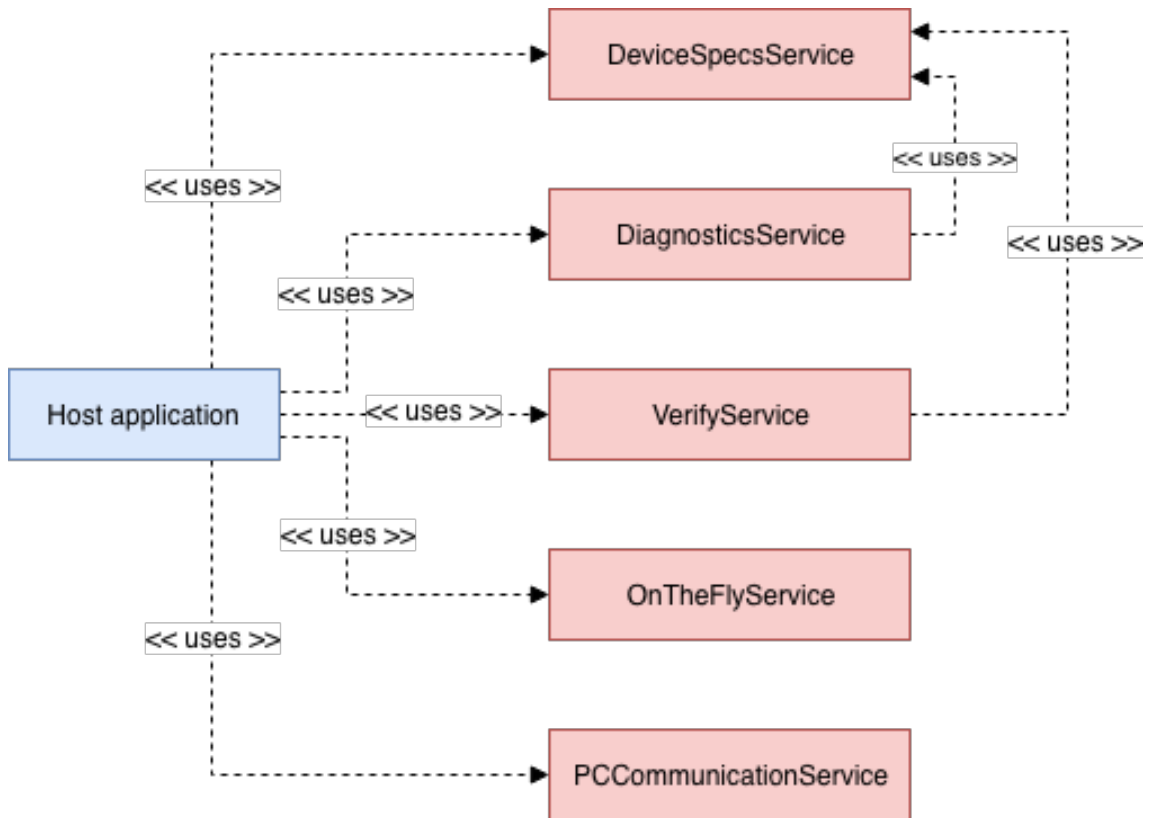 DeviceSpecsService
<< uses >>
<< uses >>
DiagnosticsService
<< uses >>
<< uses >>
Host application
<< uses >>
VerifyService
<< uses >>
OnTheFlyService
<< uses >>
PCCommunicationService